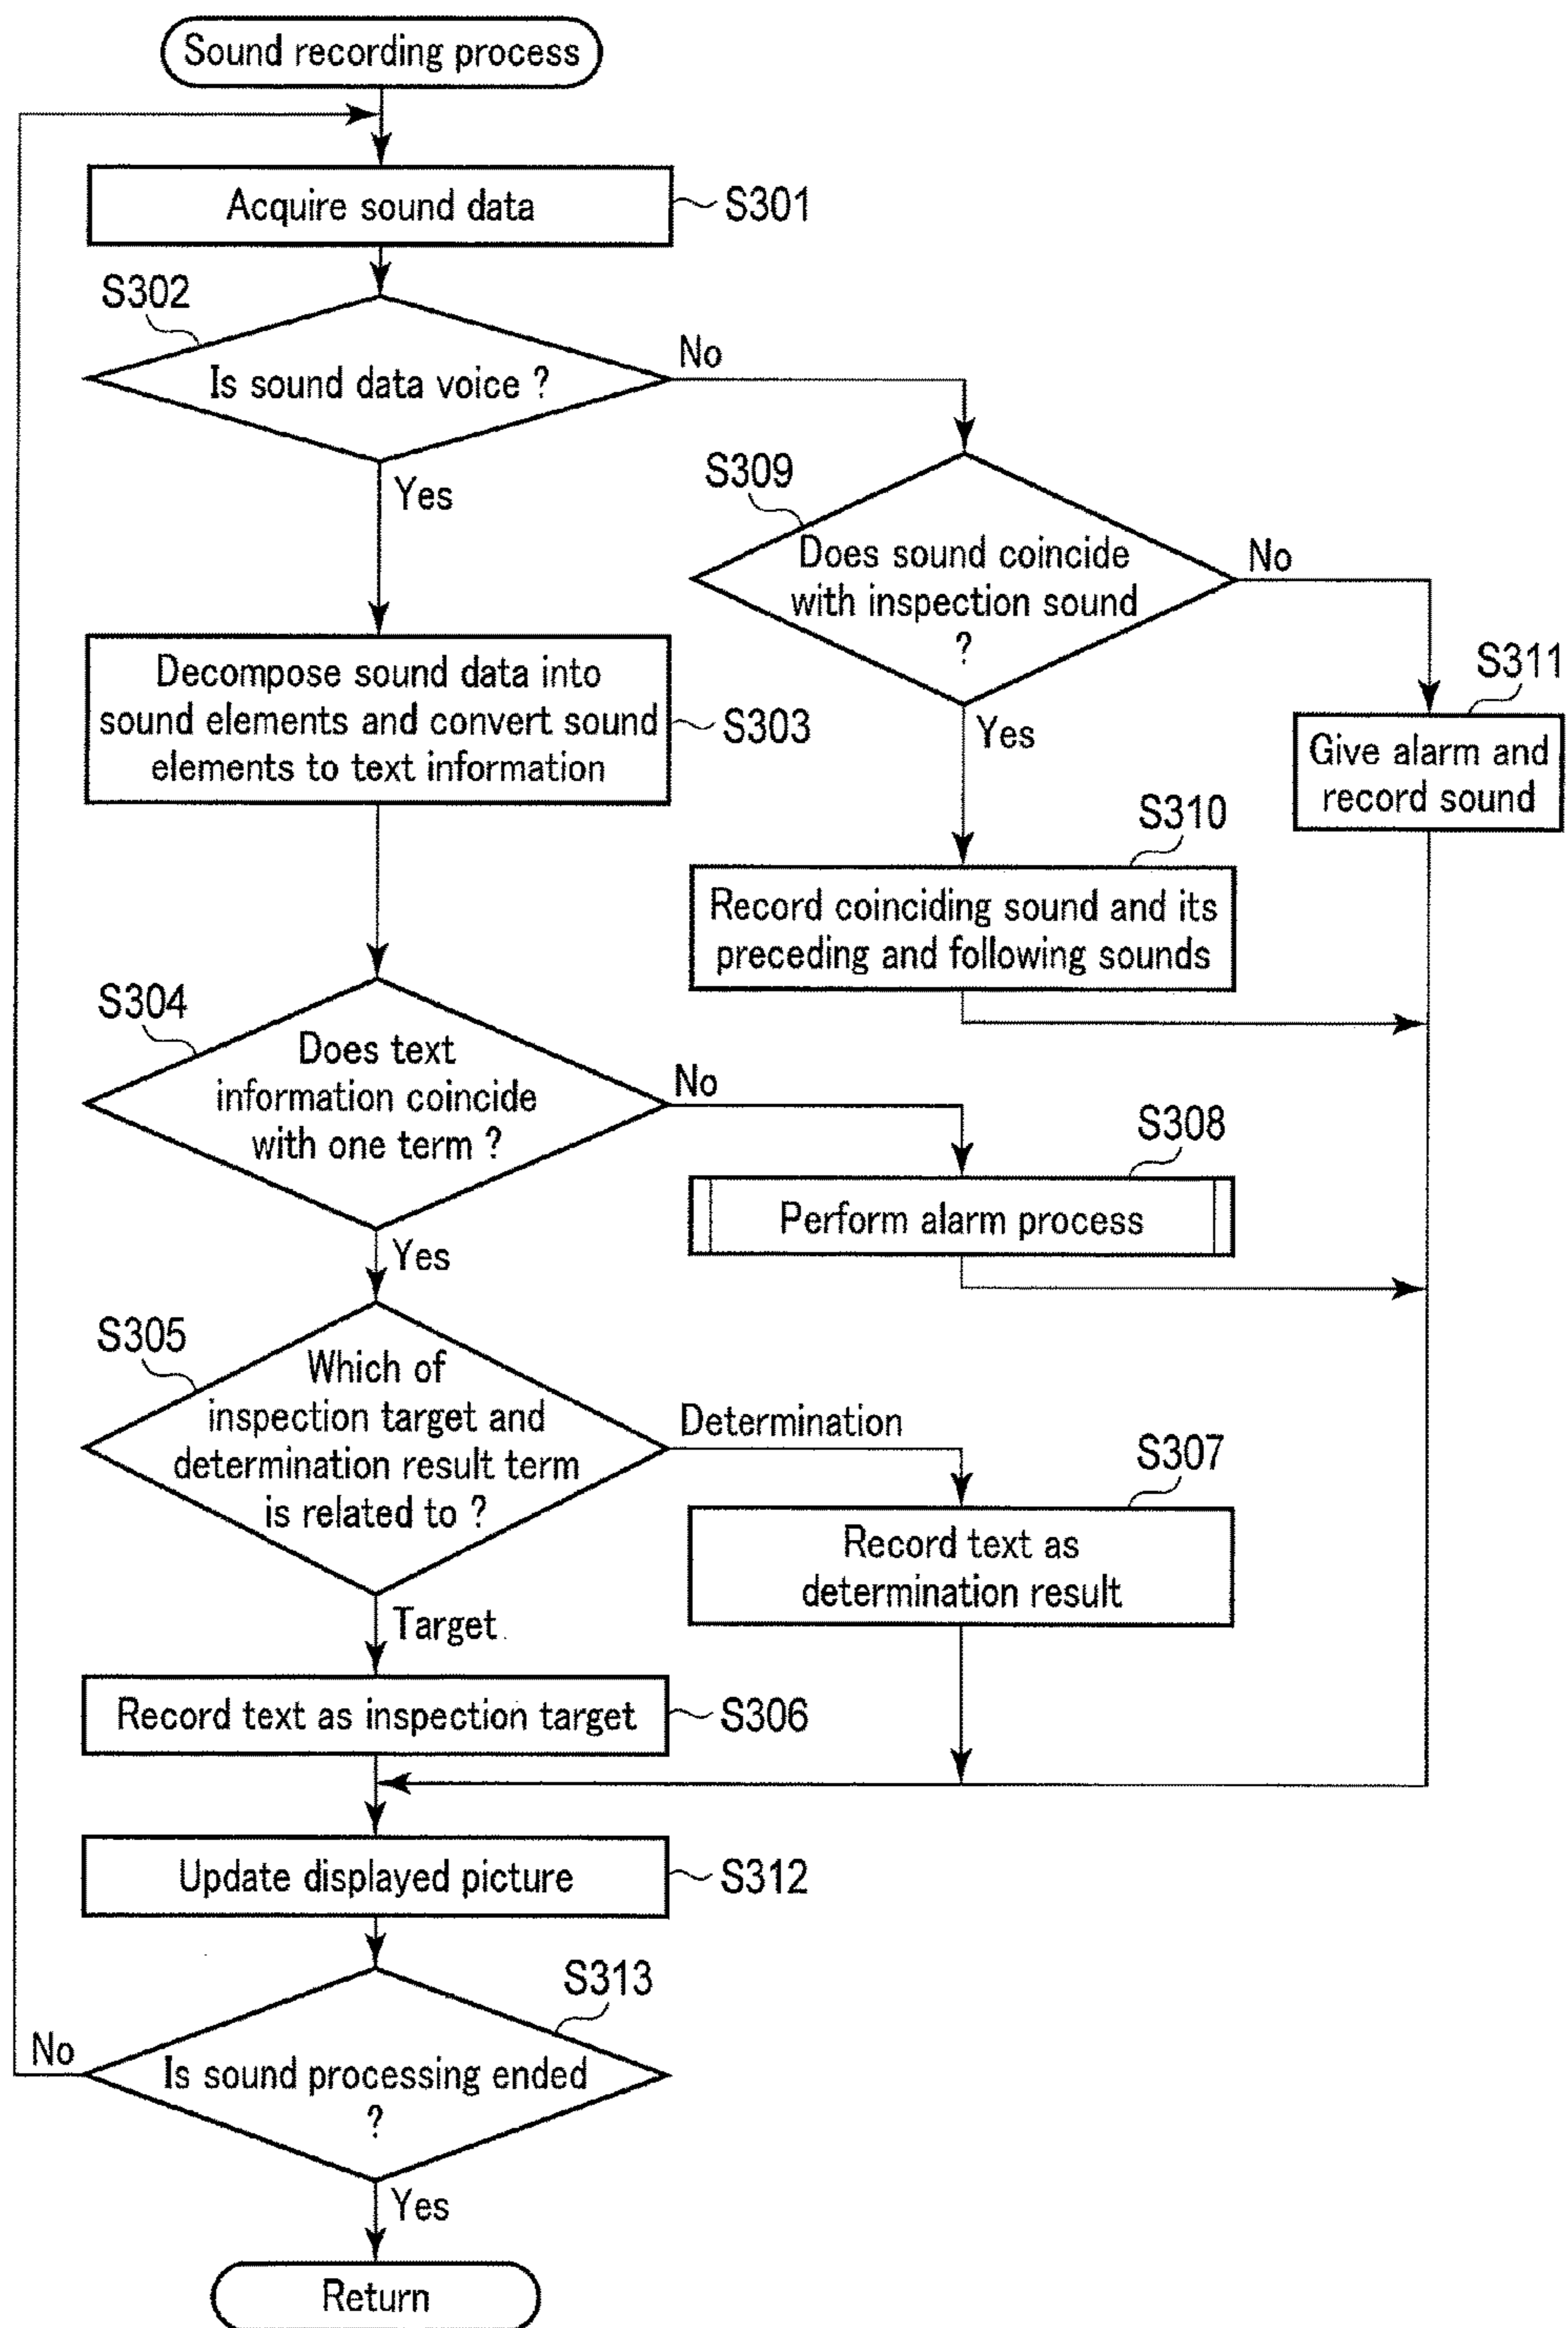 Sound recording process
Acquire sound data
S301
S302
Is sound data voice ?
No
Yes
S309
Does sound coincide
with inspection sound
?
No
Yes
Decompose sound data into
sound elements and convert sound
elements to text information
S303
S311
Give alarm and
record sound
S310
Record coinciding sound and its
preceding and following sounds
S304
Does text
information coincide
with one term ?
No
Yes
S308
Perform alarm process
S305
Which of
inspection target and
determination result term
is related to ?
Determination
Target
S307
Record text as
determination result
Record text as inspection target
S306
Update displayed picture
S312
S313
Is sound processing ended
?
No
Yes
Return